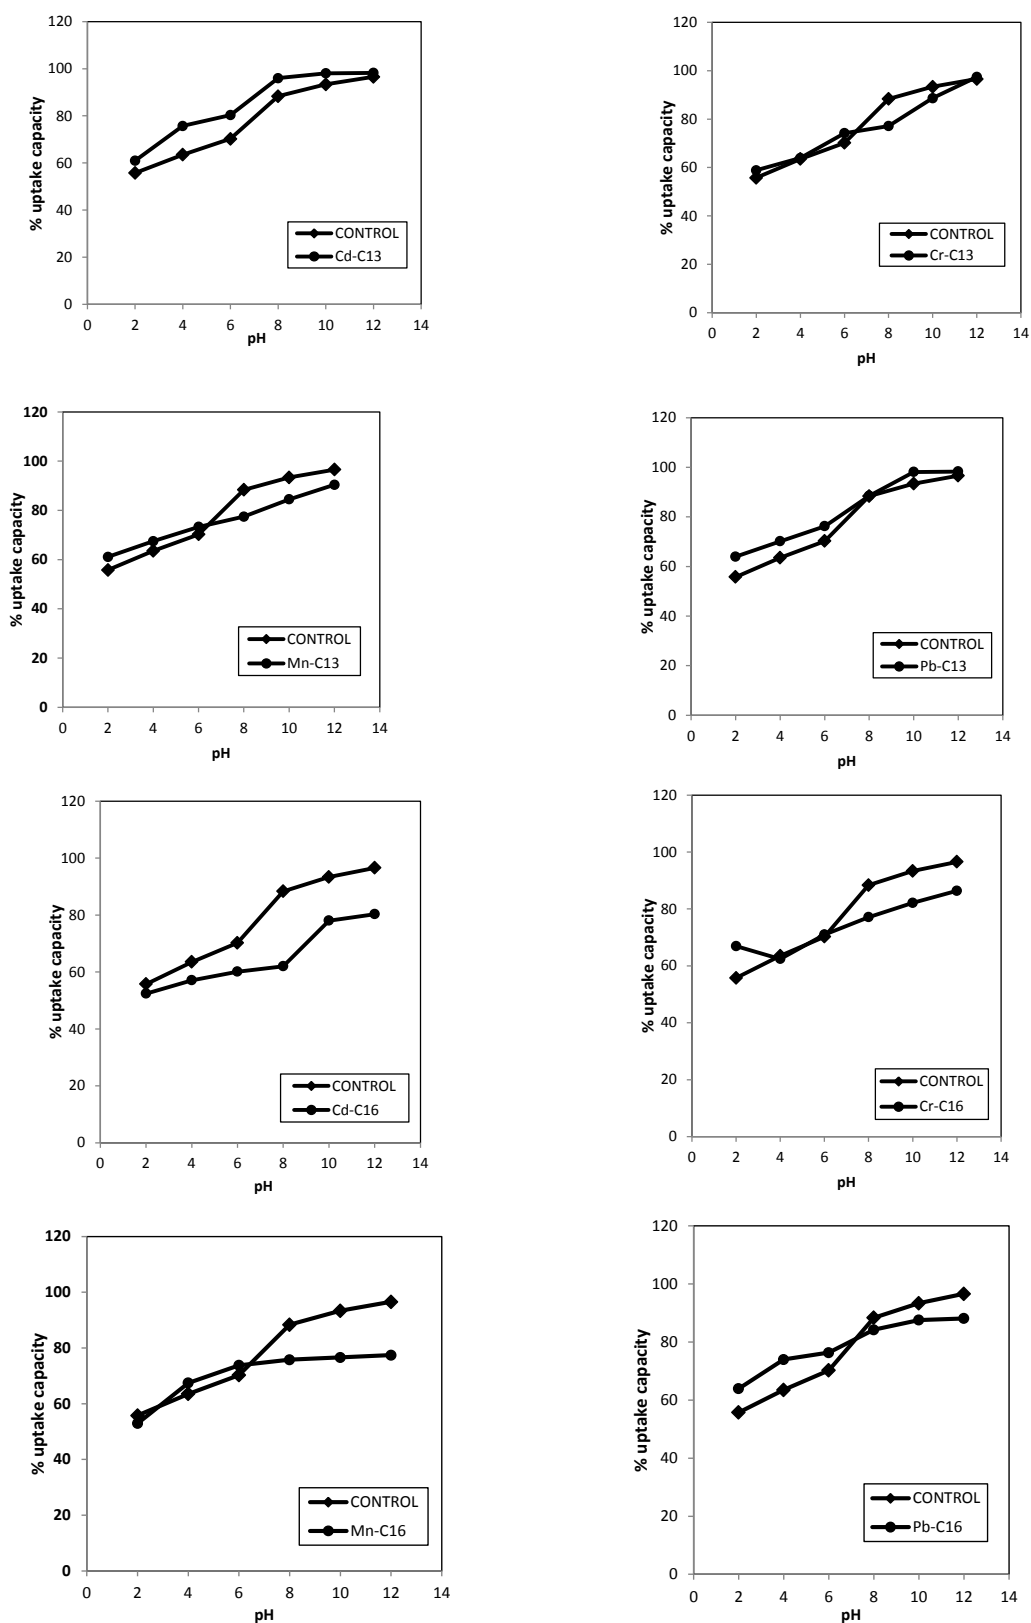 120
100
80
60
40
20
0
% uptake capacity
CONTROL
Cd-C13
0 2 4 6 8 10 12 14
pH
120
100
80
60
40
20
0
% uptake capacity
CONTROL
Cr-C13
0 2 4 6 8 10 12 14
pH
120
100
80
60
40
20
0
% uptake capacity
CONTROL
Mn-C13
0 2 4 6 8 10 12 14
pH
120
100
80
60
40
20
0
% uptake capacity
CONTROL
Pb-C13
0 2 4 6 8 10 12 14
pH
120
100
80
60
40
20
0
% uptake capacity
CONTROL
Cd-C16
0 2 4 6 8 10 12 14
pH
120
100
80
60
40
20
0
% uptake capacity
CONTROL
Cr-C16
0 2 4 6 8 10 12 14
pH
120
100
80
60
40
20
0
% uptake capacity
CONTROL
Mn-C16
0 2 4 6 8 10 12 14
pH
120
100
80
60
40
20
0
% uptake capacity
CONTROL
Pb-C16
0 2 4 6 8 10 12 14
pH